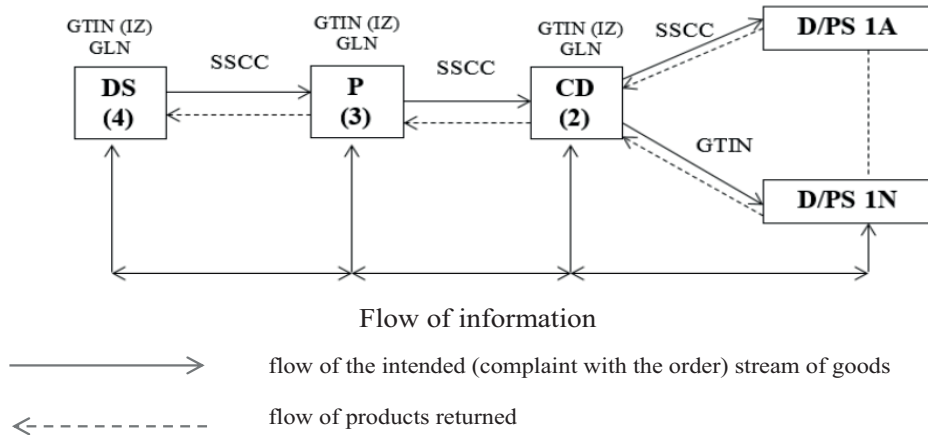 GTIN (IZ)
GLN
DS
(4)
SSCC
GTIN (IZ)
GLN
P
(3)
SSCC
GTIN (IZ)
GLN
CD
(2)
SSCC
D/PS 1A
GTIN
D/PS 1N
Flow of information
flow of the intended (complaint with the order) stream of goods
flow of products returned